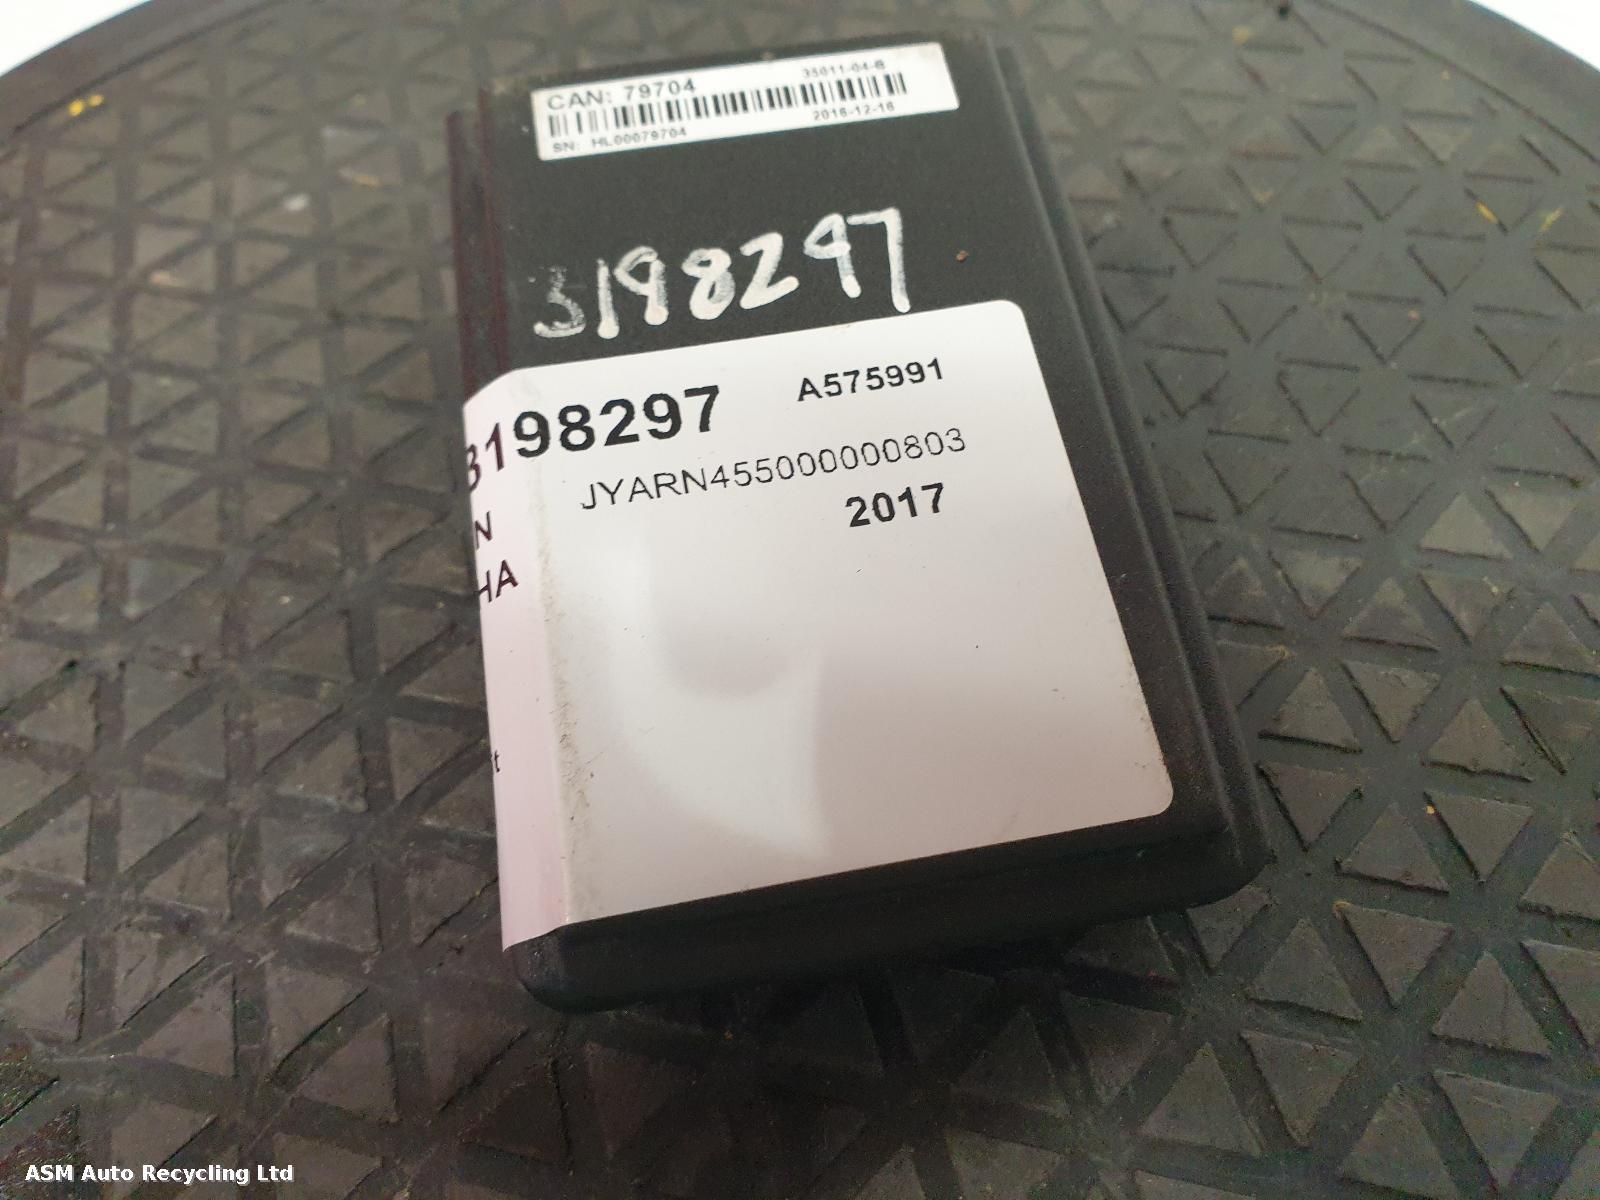 CAN: 79704 35011-04-B
SN: HL00079704 2016-12-16
3198297
3198297 A575991
JYARN455000000803
N 2017
HA
t
ASM Auto Recycling Ltd